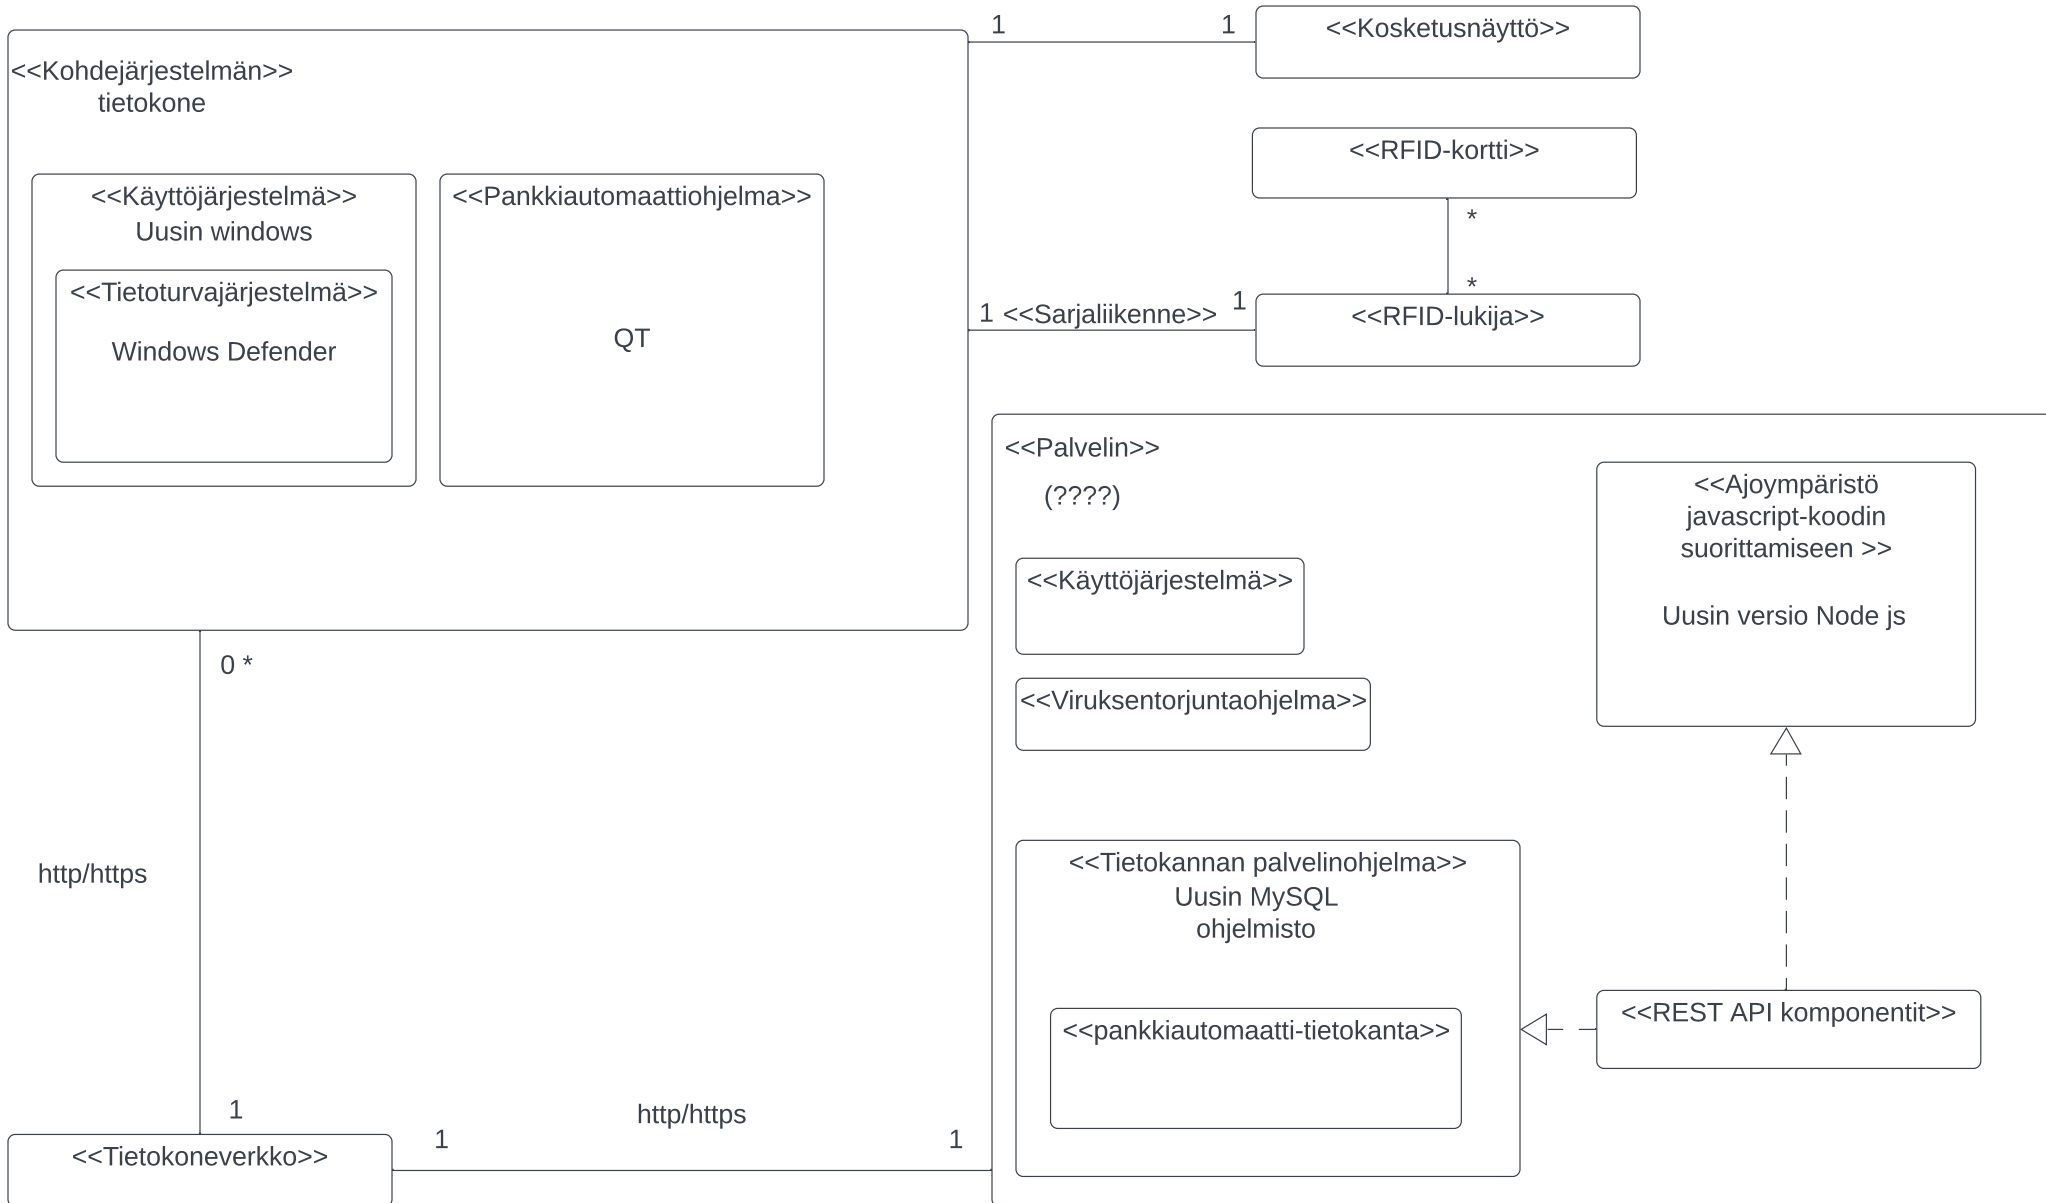 <<Kohdejärjestelmän>>
tietokone
<<Käyttöjärjestelmä>>
Uusin windows
<<Tietoturvajärjestelmä>>
Windows Defender
<<Pankkiautomaattiohjelma>>
QT
1
1
<<Kosketusnäyttö>>
<<RFID-kortti>>
*
*
1
<<Sarjaliikenne>>
1
<<RFID-lukija>>
<<Palvelin>>
(????)
<<Käyttöjärjestelmä>>
<<Viruksentorjuntaohjelma>>
<<Ajoympäristö
javascript-koodin
suorittamiseen >>
Uusin versio Node js
<<Tietokannan palvelinohjelma>>
Uusin MySQL
ohjelmisto
<<pankkiautomaatti-tietokanta>>
<<REST API komponentit>>
0 *
http/https
1
<<Tietokoneverkko>>
1
http/https
1